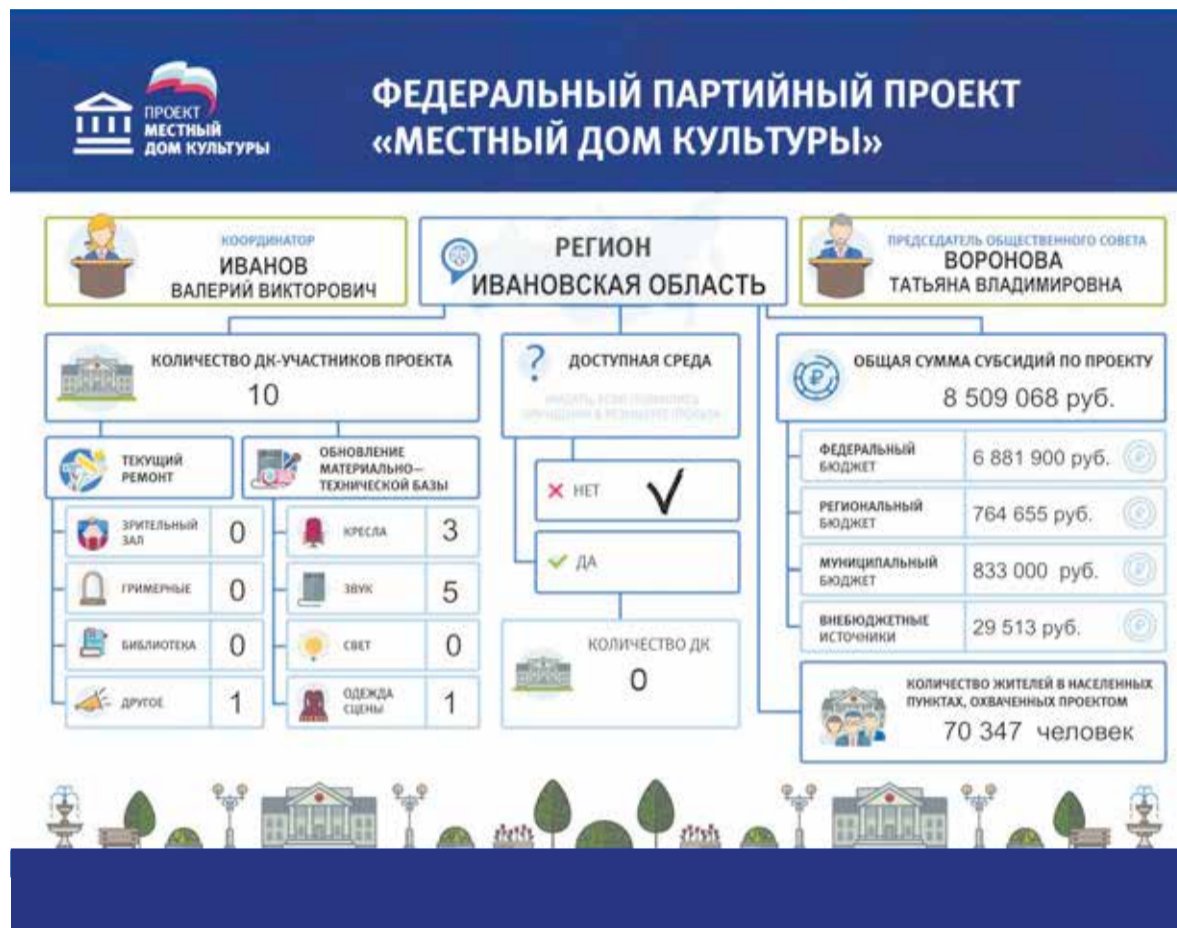 ПРОЕКТ
МЕСТНЫЙ
ДОМ КУЛЬТУРЫ
ФЕДЕРАЛЬНЫЙ ПАРТИЙНЫЙ ПРОЕКТ
«МЕСТНЫЙ ДОМ КУЛЬТУРЫ»
КООРДИНАТОР
ИВАНОВ
ВАЛЕРИЙ ВИКТОРОВИЧ
РЕГИОН
ИВАНОВСКАЯ ОБЛАСТЬ
ПРЕДСЕДАТЕЛЬ ОБЩЕСТВЕННОГО СОВЕТА
ВОРОНОВА
ТАТЬЯНА ВЛАДИМИРОВНА
КОЛИЧЕСТВО ДК-УЧАСТНИКОВ ПРОЕКТА
10
ТЕКУЩИЙ
РЕМОНТ
ЗРИТЕЛЬНЫЙ
ЗАЛ
0
ГРИМЕРНЫЕ
0
БИБЛИОТЕКА
0
ДРУГОЕ
1
ОБНОВЛЕНИЕ
МАТЕРИАЛЬНО—
ТЕХНИЧЕСКОЙ БАЗЫ
КРЕСЛА
3
ЗВУК
5
СВЕТ
0
ОДЕЖДА
СЦЕНЫ
1
?
ДОСТУПНАЯ СРЕДА
НЕТ
ДА
КОЛИЧЕСТВО ДК
0
ОБЩАЯ СУММА СУБСИДИЙ ПО ПРОЕКТУ
8 509 068 руб.
ФЕДЕРАЛЬНЫЙ
БЮДЖЕТ
6 881 900 руб.
РЕГИОНАЛЬНЫЙ
БЮДЖЕТ
764 655 руб.
МУНИЦИПАЛЬНЫЙ
БЮДЖЕТ
833 000 руб.
ВНЕБЮДЖЕТНЫЕ
ИСТОЧНИКИ
29 513 руб.
КОЛИЧЕСТВО ЖИТЕЛЕЙ В НАСЕЛЕННЫХ
ПУНКТАХ, ОХВАЧЕННЫХ ПРОЕКТОМ
70 347 человек